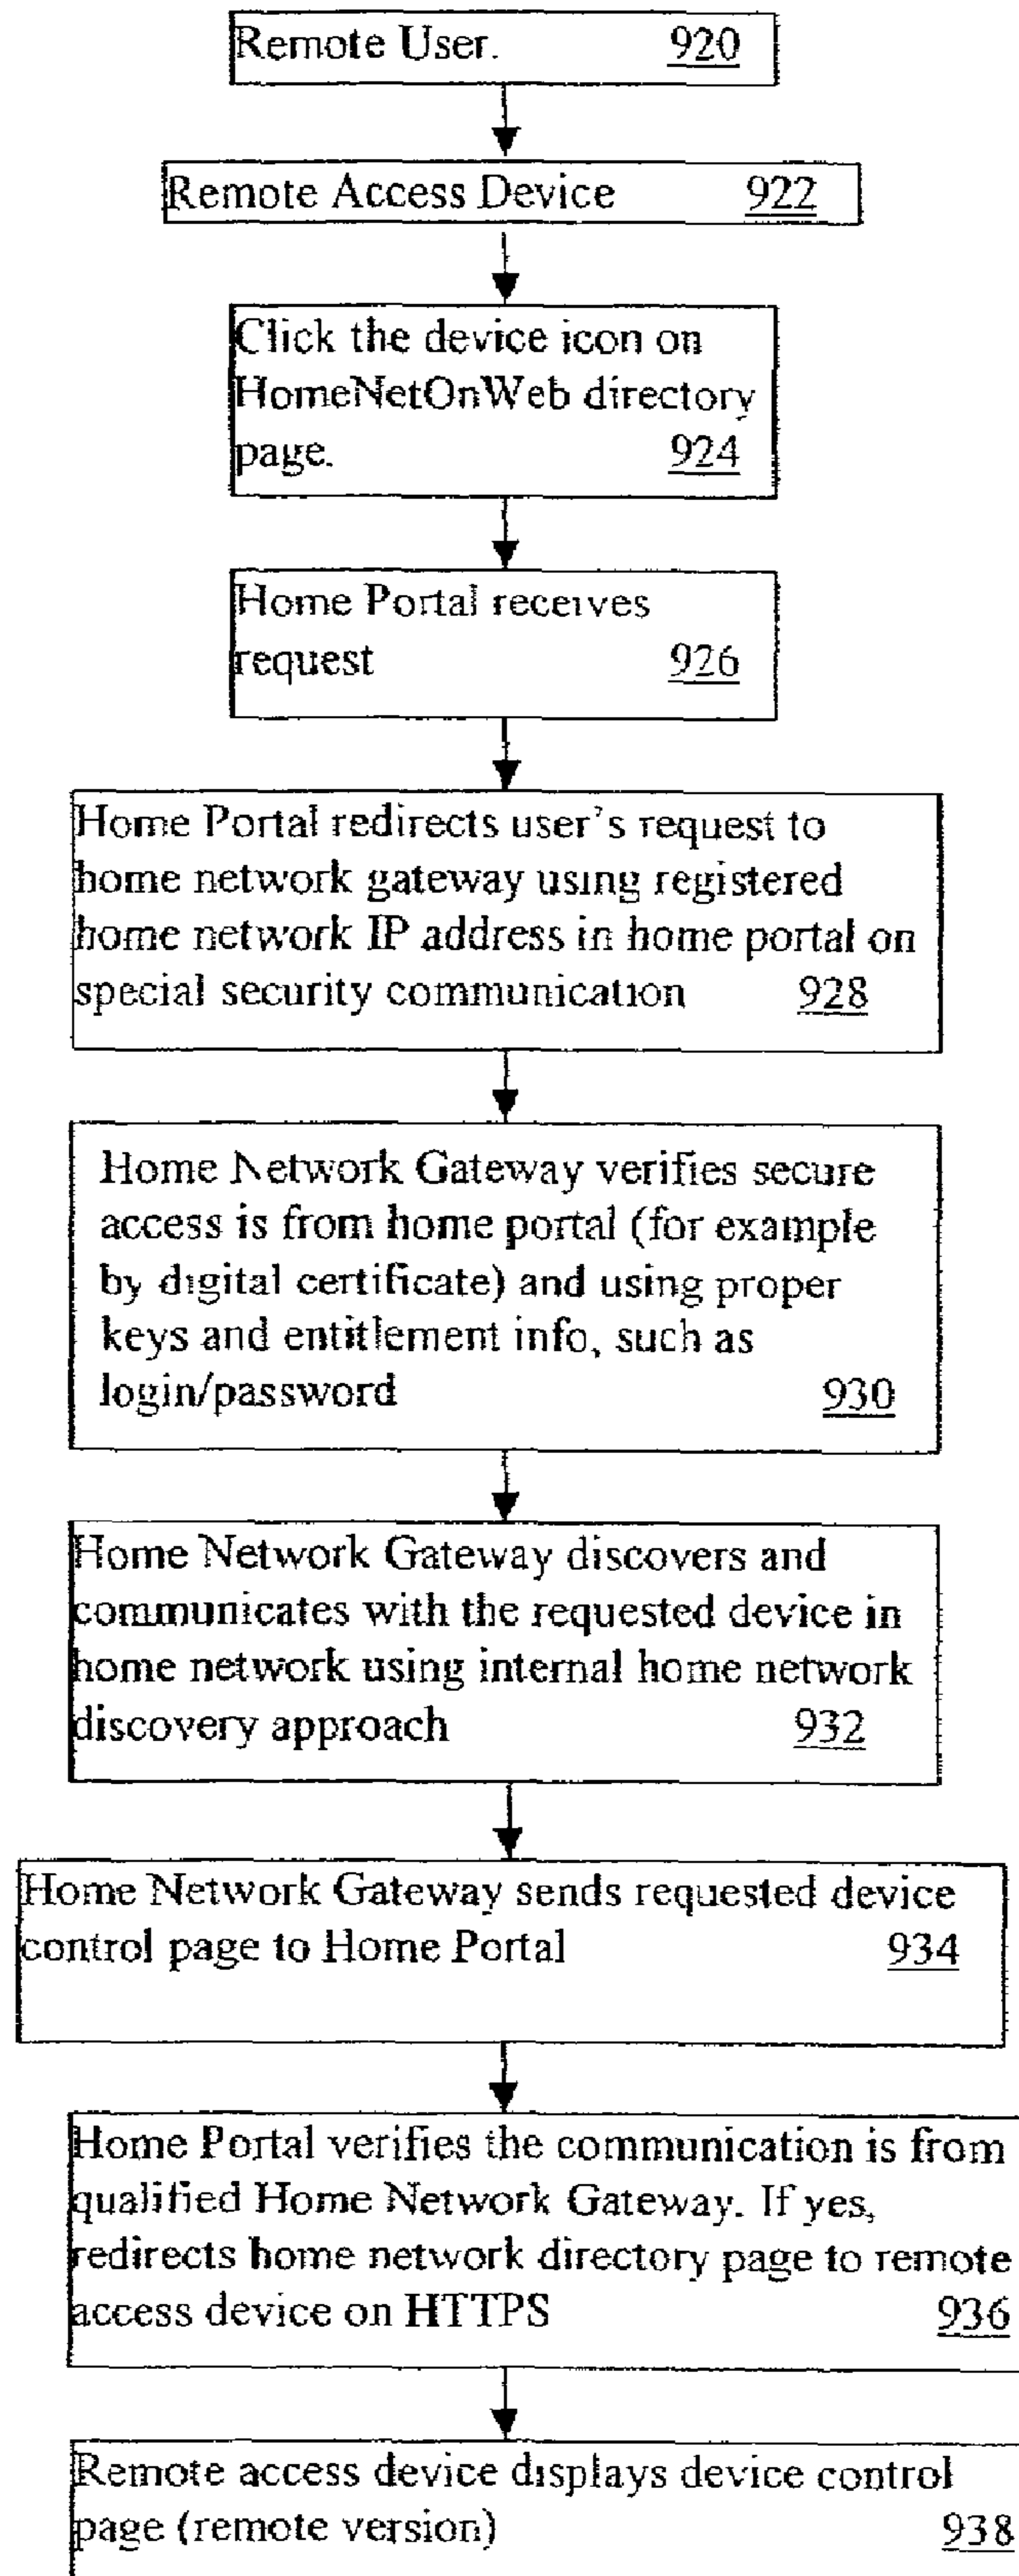 Remote User. 920
Remote Access Device 922
Click the device icon on
HomeNetOnWeb directory
page. 924
Home Portal receives
request 926
Home Portal redirects user's request to
home network gateway using registered
home network IP address in home portal on
special security communication 928
Home Network Gateway verifies secure
access is from home portal (for example
by digital certificate) and using proper
keys and entitlement info, such as
login/password 930
Home Network Gateway discovers and
communicates with the requested device in
home network using internal home network
discovery approach 932
Home Network Gateway sends requested device
control page to Home Portal 934
Home Portal verifies the communication is from
qualified Home Network Gateway. If yes,
redirects home network directory page to remote
access device on HTTPS 936
Remote access device displays device control
page (remote version) 938